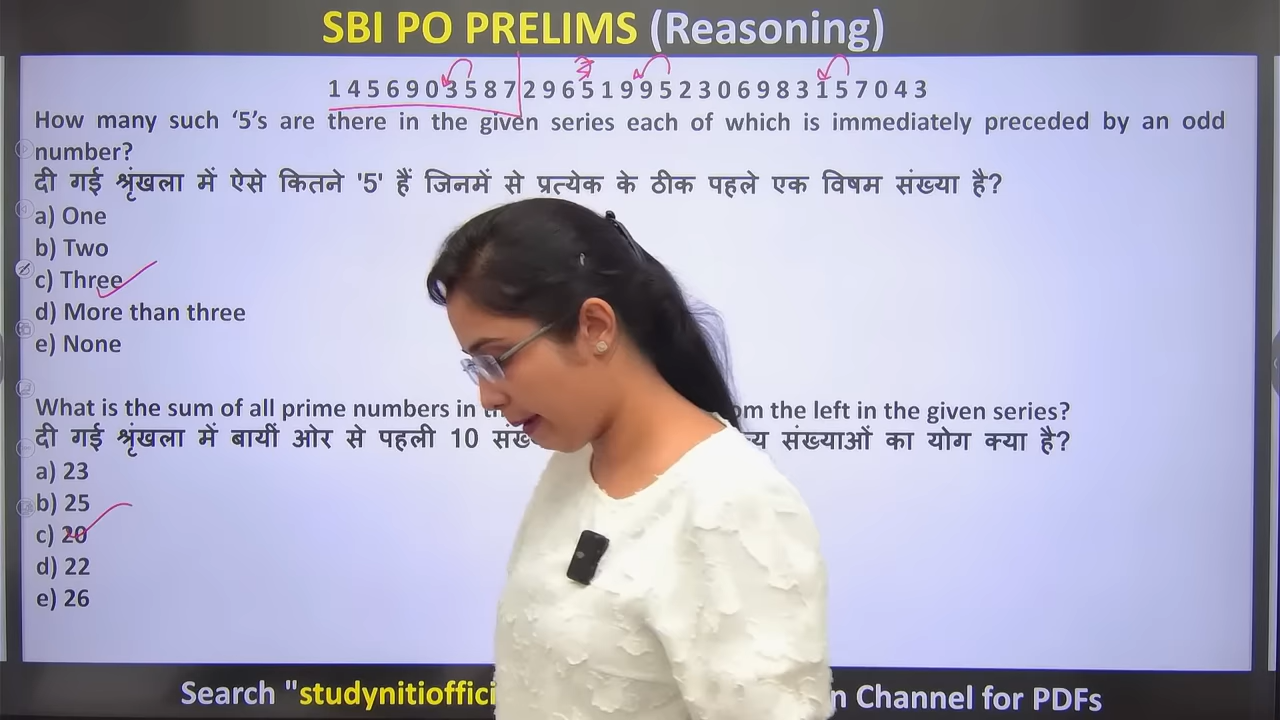 SBI PO PRELIMS (Reasoning)
1 4 5 6 9 0 3 5 8 7 2 9 6 5 1 9 9 5 2 3 0 6 9 8 3 1 5 7 0 4 3
How many such ‘5’s are there in the given series each of which is immediately preceded by an odd
number?
दी गई श्रृंखला में ऐसे कितने '5' हैं जिनमें से प्रत्येक के ठीक पहले एक विषम संख्या है?
a) One
b) Two
c) Three
d) More than three
e) None
What is the sum of all prime numbers in om the left in the given series?
दी गई श्रृंखला में बायीं ओर से पहली 10 संख्याओं का योग क्या है?
a) 23
b) 25
c) 20
d) 22
e) 26
Search "studynitioffici n Channel for PDFs